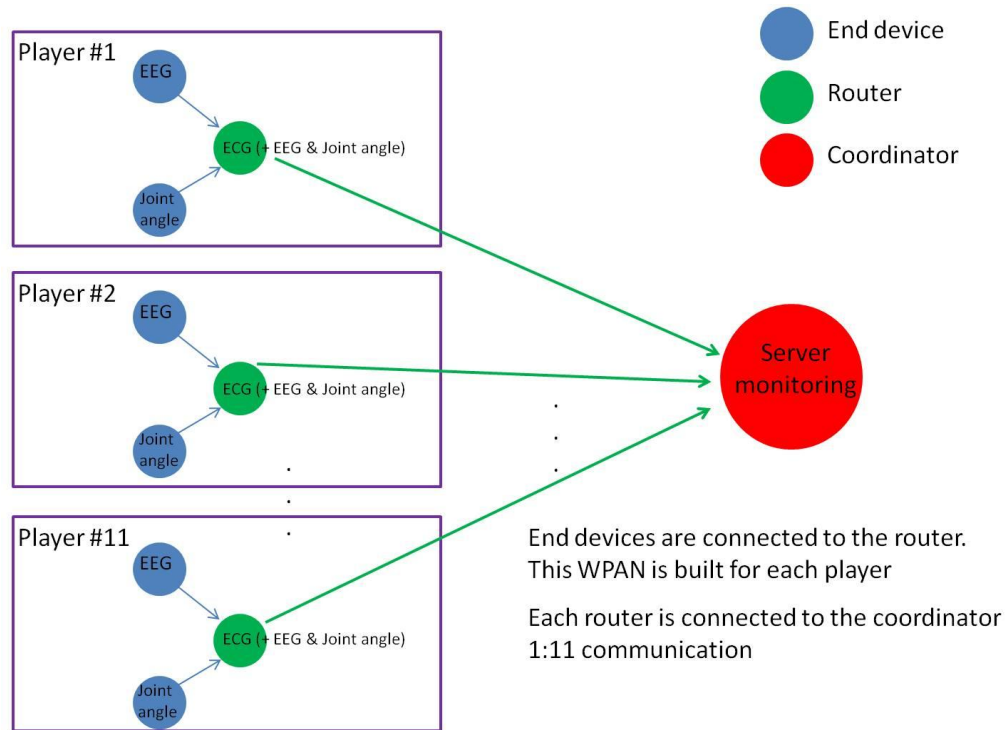 Player #1
EEG
ECG (+ EEG & Joint angle)
Joint
angle
Player #2
EEG
ECG (+ EEG & Joint angle)
Joint
angle
Player #11
EEG
ECG (+ EEG & Joint angle)
Joint
angle
End device
Router
Coordinator
Server
monitoring
End devices are connected to the router.
This WPAN is built for each player
Each router is connected to the coordinator
1:11 communication